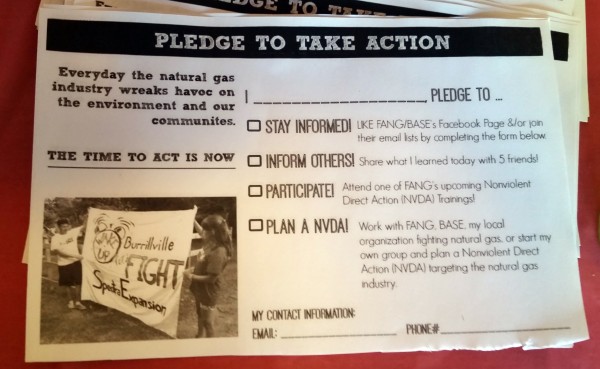 PLEDGE TO TAKE ACTION
Everyday the natural gas
industry wreaks havoc on
the environment and our
communites.
THE TIME TO ACT IS NOW
WAKE
UP
Burrillville
FIGHT
Spectra Expansion
I ____________________, PLEDGE TO ...
STAY INFORMED! LIKE FANG/BASE's Facebook Page &/or join
their email lists by completing the form below.
INFORM OTHERS! Share what I learned today with 5 friends!
PARTICIPATE! Attend one of FANG's upcoming Nonviolent
Direct Action (NVDA) Trainings!
PLAN A NVDA! Work with FANG, BASE, my local
organization fighting natural gas, or start my
own group and plan a Nonviolent Direct
Action (NVDA) targeting the natural gas
industry.
MY CONTACT INFORMATION:
EMAIL: ____________________ PHONE# ____________________